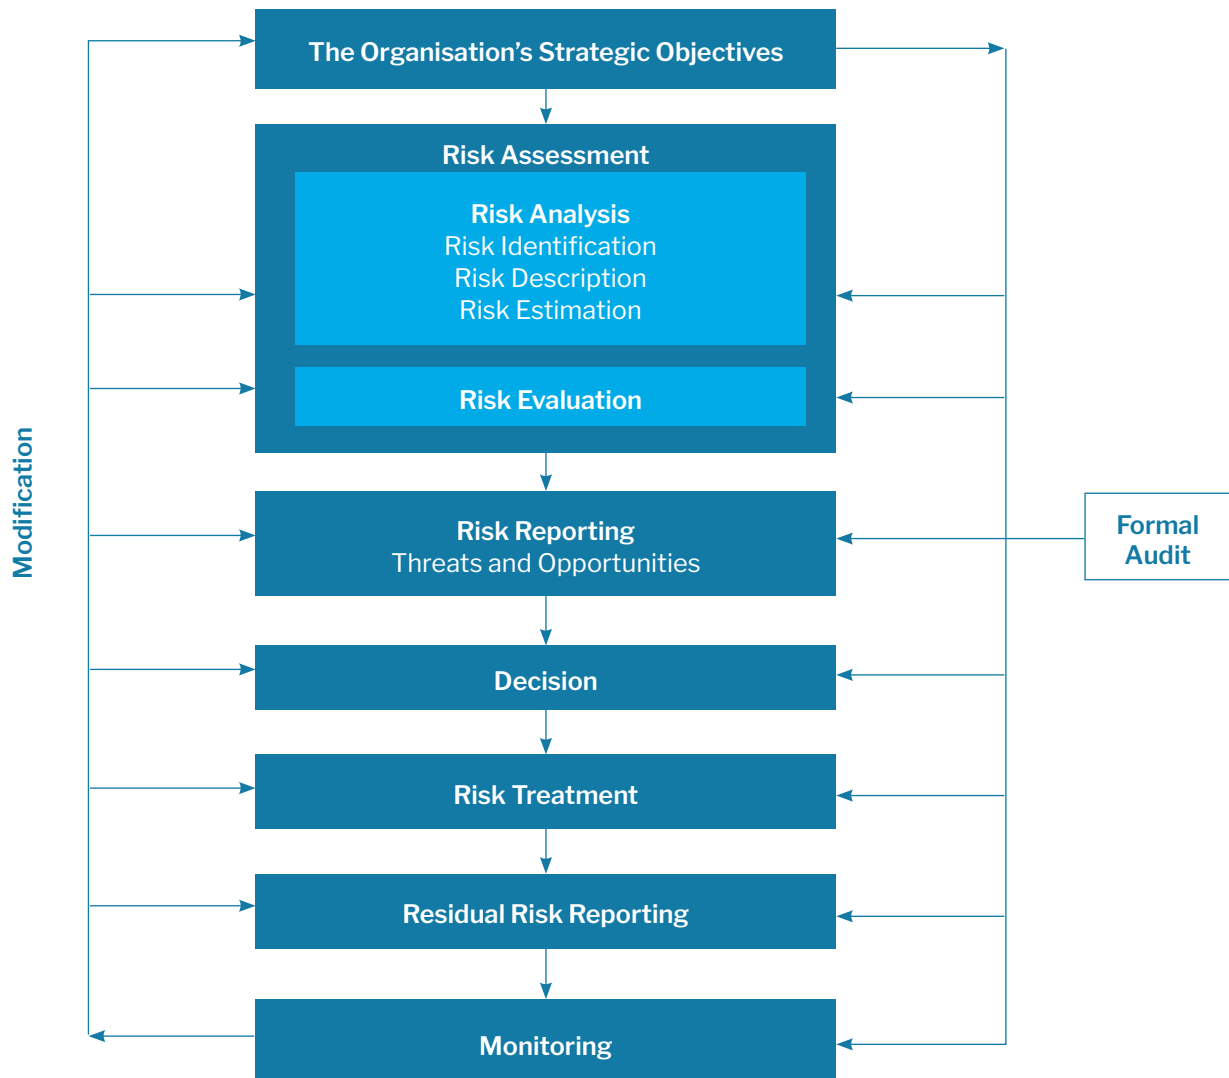 The Organisation’s Strategic Objectives
Risk Assessment
Risk Analysis
Risk Identification
Risk Description
Risk Estimation
Risk Evaluation
Modification
Risk Reporting
Threats and Opportunities
Formal
Audit
Decision
Risk Treatment
Residual Risk Reporting
Monitoring